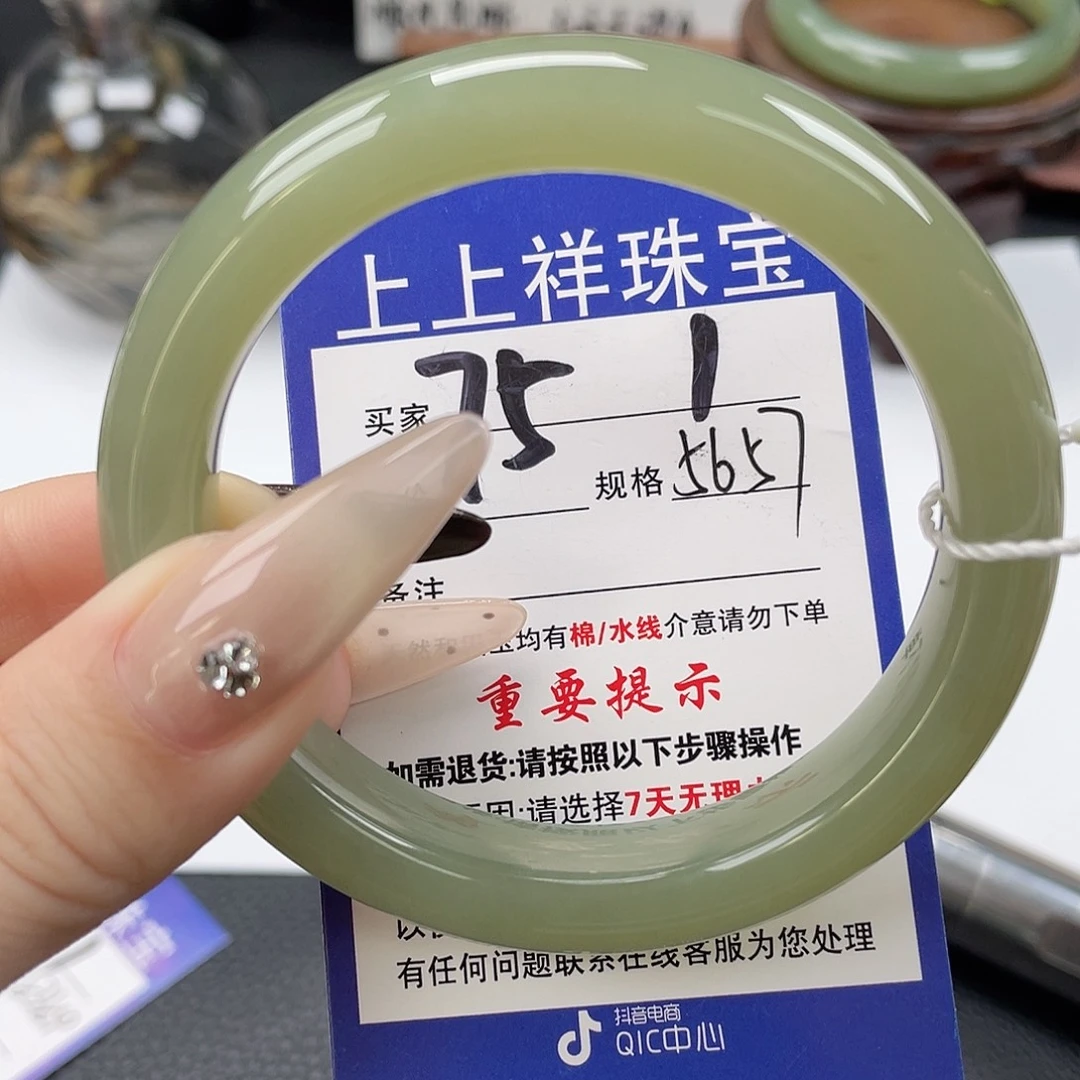 上上祥珠宝
买家 75 1
规格 5657
备注
均有棉/水线介意请勿下单
重要提示
如需退货:请按照以下步骤操作
因:请选择7天无理
有任何问题联系在线客服为您处理
抖音电商
QIC中心